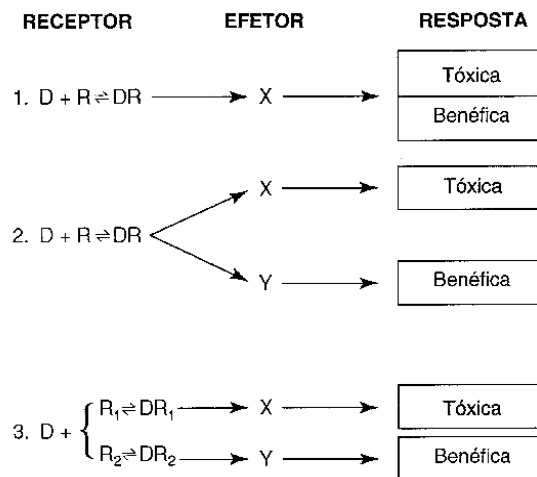 RECEPTOR EFETOR RESPOSTA
Tóxica
1. D + R ⇌ DR X
Benéfica
X Tóxica
2. D + R ⇌ DR
Y Benéfica
R₁ ⇌ DR₁ X Tóxica
3. D +
R₂ ⇌ DR₂ Y Benéfica